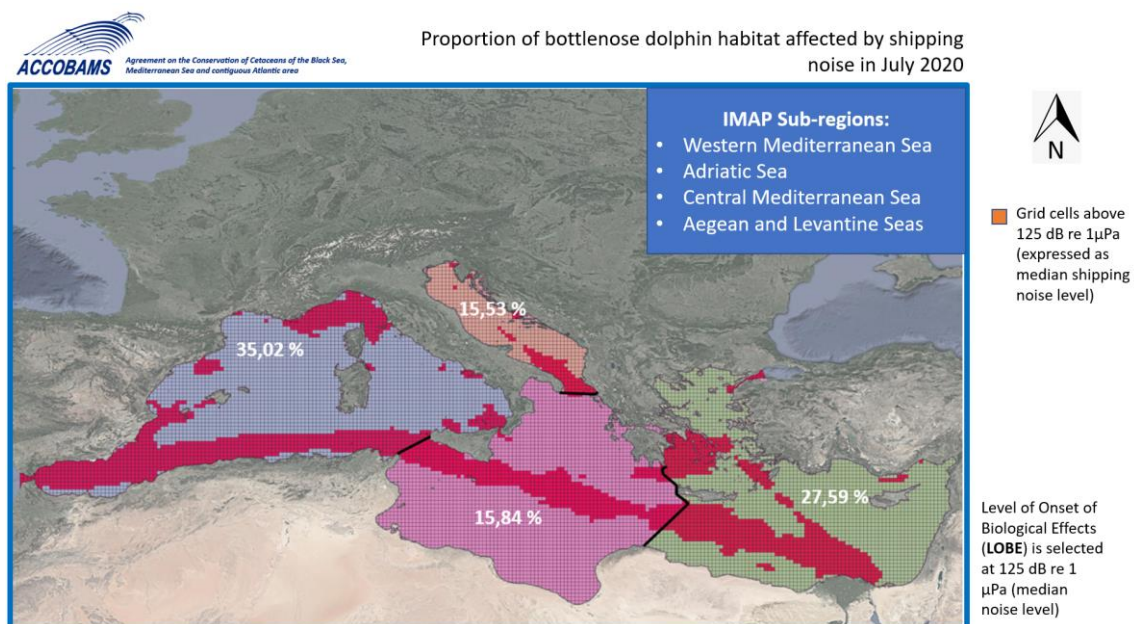 ACCOBAMS
Agreement on the Conservation of Cetaceans of the Black Sea,
Mediterranean Sea and contiguous Atlantic area
Proportion of bottlenose dolphin habitat affected by shipping
noise in July 2020
IMAP Sub-regions:
• Western Mediterranean Sea
• Adriatic Sea
• Central Mediterranean Sea
• Aegean and Levantine Seas
N
Grid cells above
125 dB re 1µPa
(expressed as
median shipping
noise level)
15,53 %
35,02 %
27,59 %
15,84 %
Level of Onset of
Biological Effects
(LOBE) is selected
at 125 dB re 1
µPa (median
noise level)